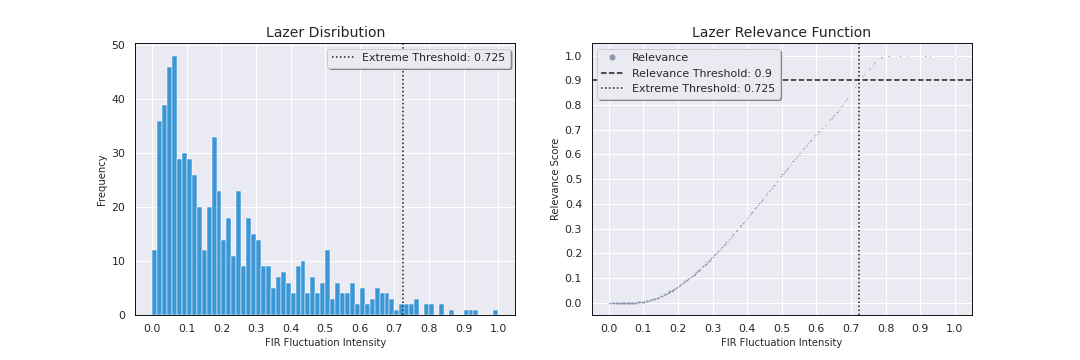 Lazer Disribution
Extreme Threshold: 0.725
Frequency
50
40
30
20
10
0
0.0 0.1 0.2 0.3 0.4 0.5 0.6 0.7 0.8 0.9 1.0
FIR Fluctuation Intensity
Lazer Relevance Function
Relevance
Relevance Threshold: 0.9
Extreme Threshold: 0.725
Relevance Score
1.0
0.9
0.8
0.7
0.6
0.5
0.4
0.3
0.2
0.1
0.0
0.0 0.1 0.2 0.3 0.4 0.5 0.6 0.7 0.8 0.9 1.0
FIR Fluctuation Intensity